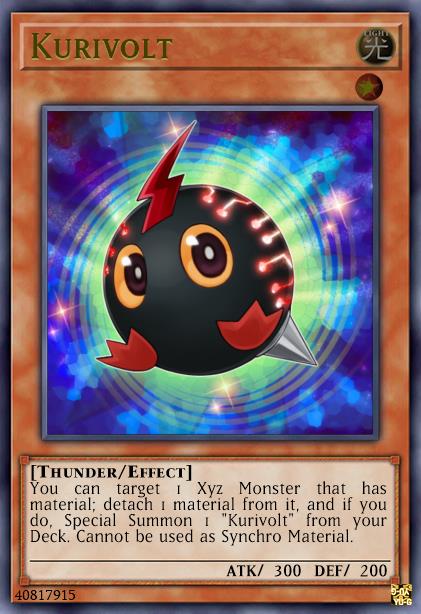 KURIVOLT
LIGHT
光
[THUNDER/EFFECT]
You can target 1 Xyz Monster that has
material; detach 1 material from it, and if you
do, Special Summon 1 "Kurivolt" from your
Deck. Cannot be used as Synchro Material.
ATK/ 300 DEF/ 200
40817915